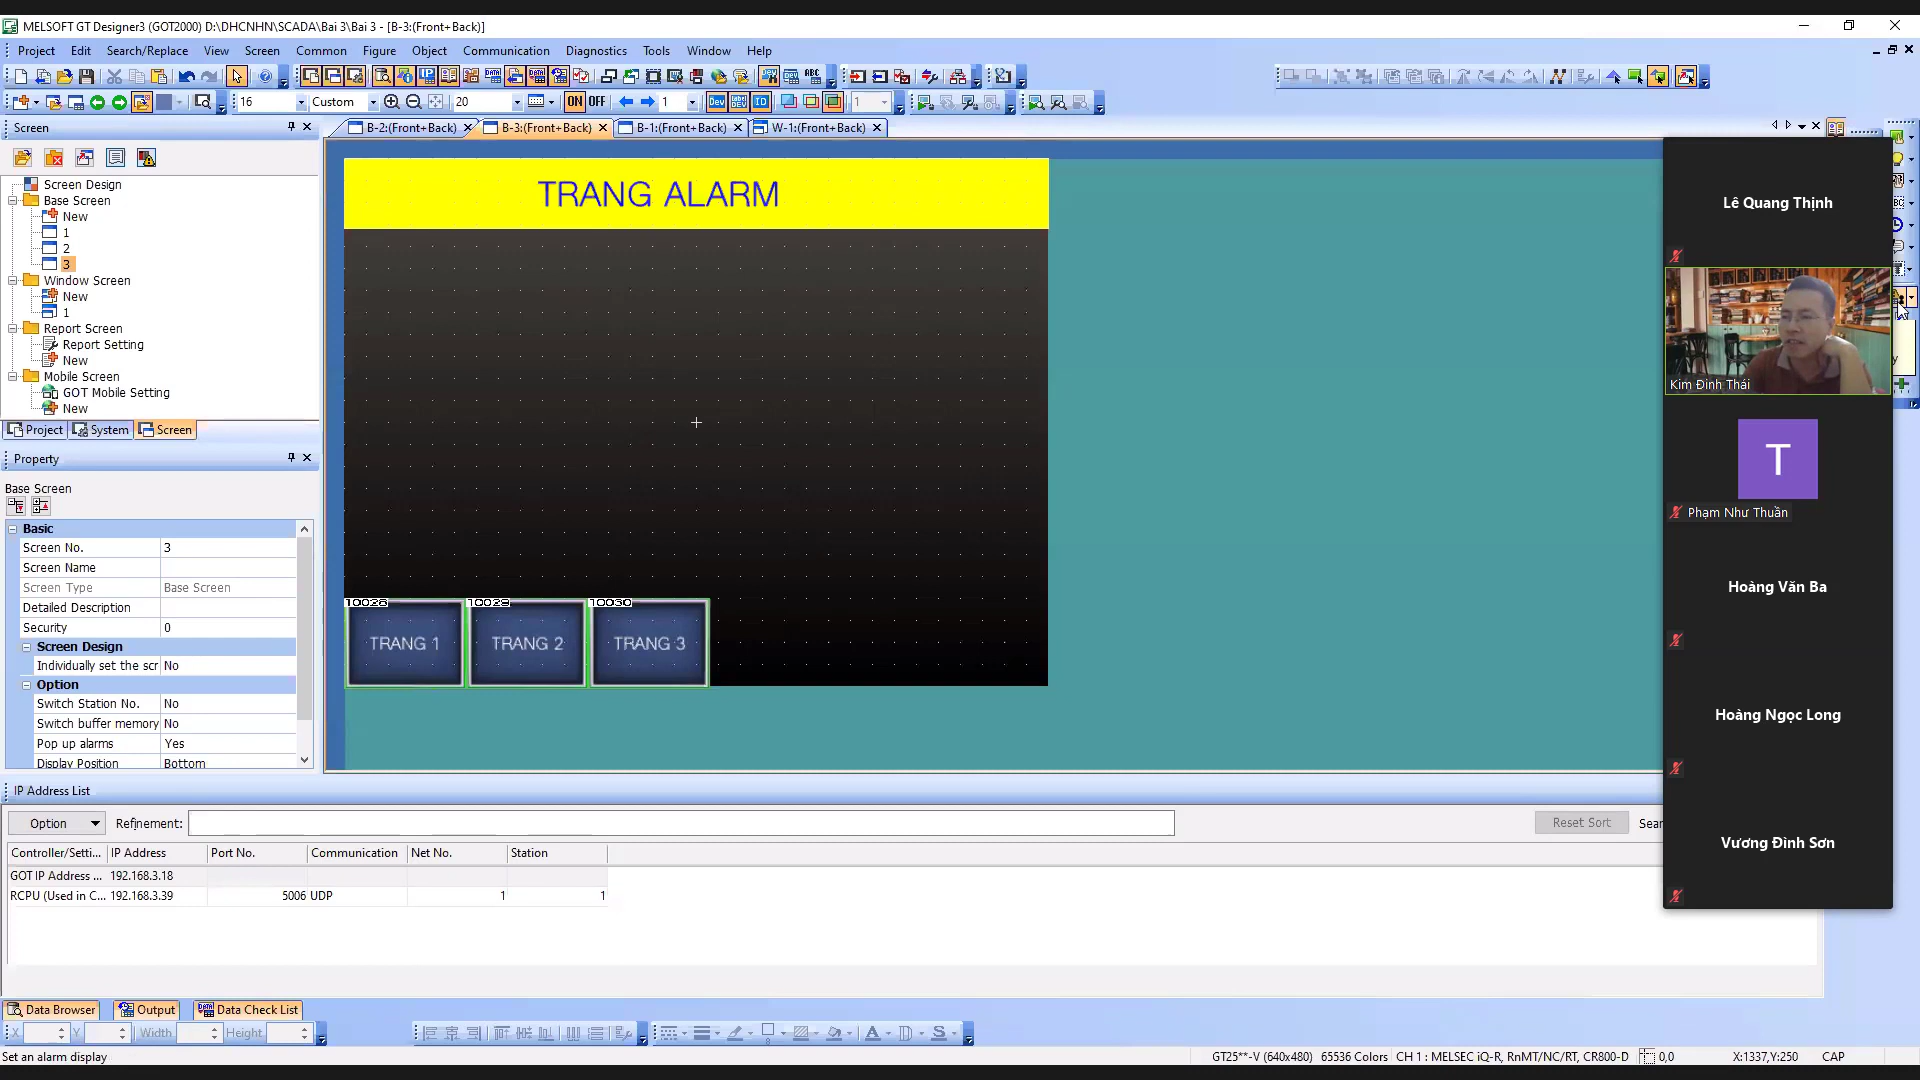 MELSOFT GT Designer3 (GOT2000) D:\DHCNHN\SCADA\Bai 3\Bai 3 - [B-3:(Front+Back)]
Project Edit Search/Replace View Screen Common Figure Object Communication Diagnostics Tools Window Help
16 Custom 20 ON OFF 1 Dev ID 1
Screen
B-2:(Front+Back) B-3:(Front+Back) B-1:(Front+Back) W-1:(Front+Back)
Screen Design
Base Screen
New
1
2
3
Window Screen
New
1
Report Screen
Report Setting
New
Mobile Screen
GOT Mobile Setting
New
Project System Screen
Property
Base Screen
Basic
Screen No. 3
Screen Name
Screen Type Base Screen
Detailed Description
Security 0
Screen Design
Individually set the scr No
Option
Switch Station No. No
Switch buffer memory No
Pop up alarms Yes
Display Position Bottom
TRANG ALARM
10028 10029 10030
TRANG 1 TRANG 2 TRANG 3
Lê Quang Thịnh
Kim Đình Thái
T
Phạm Như Thuần
Hoàng Văn Ba
Hoàng Ngọc Long
Vương Đình Sơn
IP Address List
Option Refinement: Reset Sort Sear
Controller/Setti... IP Address Port No. Communication Net No. Station
GOT IP Address ... 192.168.3.18
RCPU (Used in C... 192.168.3.39 5006 UDP 1 1
Data Browser Output Data Check List
X Y Width Height
Set an alarm display GT25**-V (640x480) 65536 Colors CH 1 : MELSEC iQ-R, RnMT/NC/RT, CR800-D 0,0 X:1337,Y:250 CAP